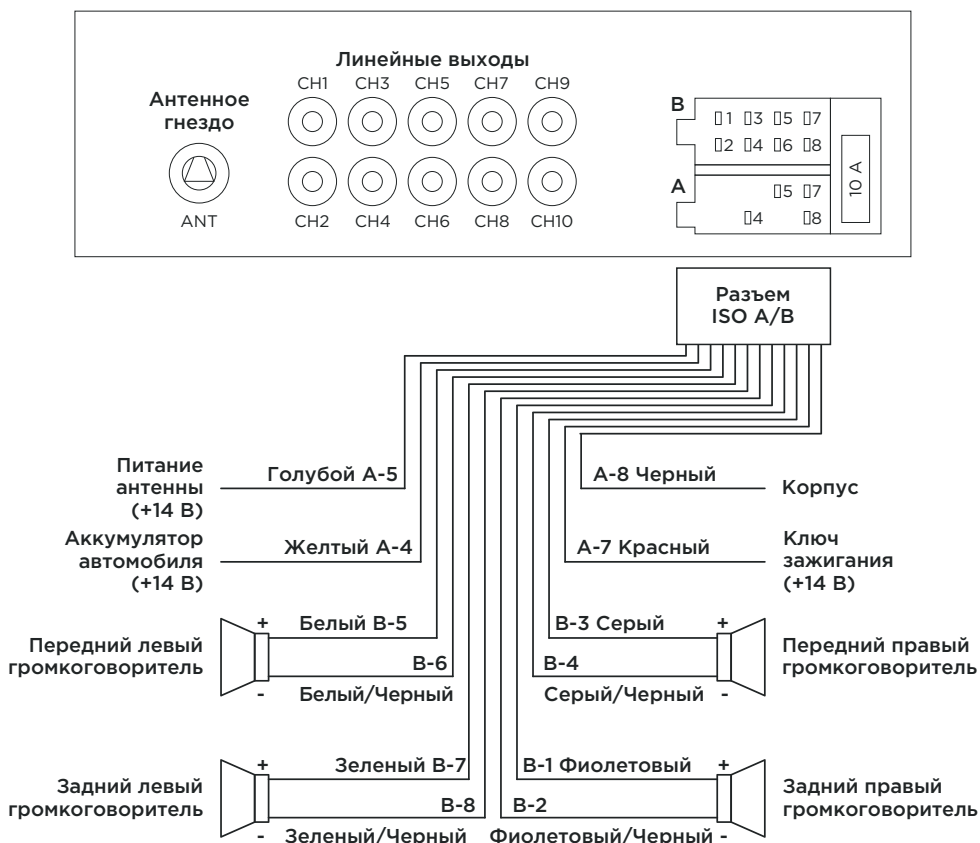 Линейные выходы
CH1 CH3 CH5 CH7 CH9
Антенное
гнездо
ANT
CH2 CH4 CH6 CH8 CH10
B
1 3 5 7
2 4 6 8
A
5 7
4 8
10 A
Разъем
ISO A/B
Питание
антенны
(+14 В)
Голубой А-5
А-8 Черный
Корпус
Аккумулятор
автомобиля
(+14 В)
Желтый А-4
А-7 Красный
Ключ
зажигания
(+14 В)
Передний левый
громкоговоритель
+ Белый В-5
В-6
- Белый/Черный
В-3 Серый +
В-4
Серый/Черный -
Передний правый
громкоговоритель
Задний левый
громкоговоритель
+ Зеленый В-7
В-8
- Зеленый/Черный
В-1 Фиолетовый +
В-2
Фиолетовый/Черный -
Задний правый
громкоговоритель